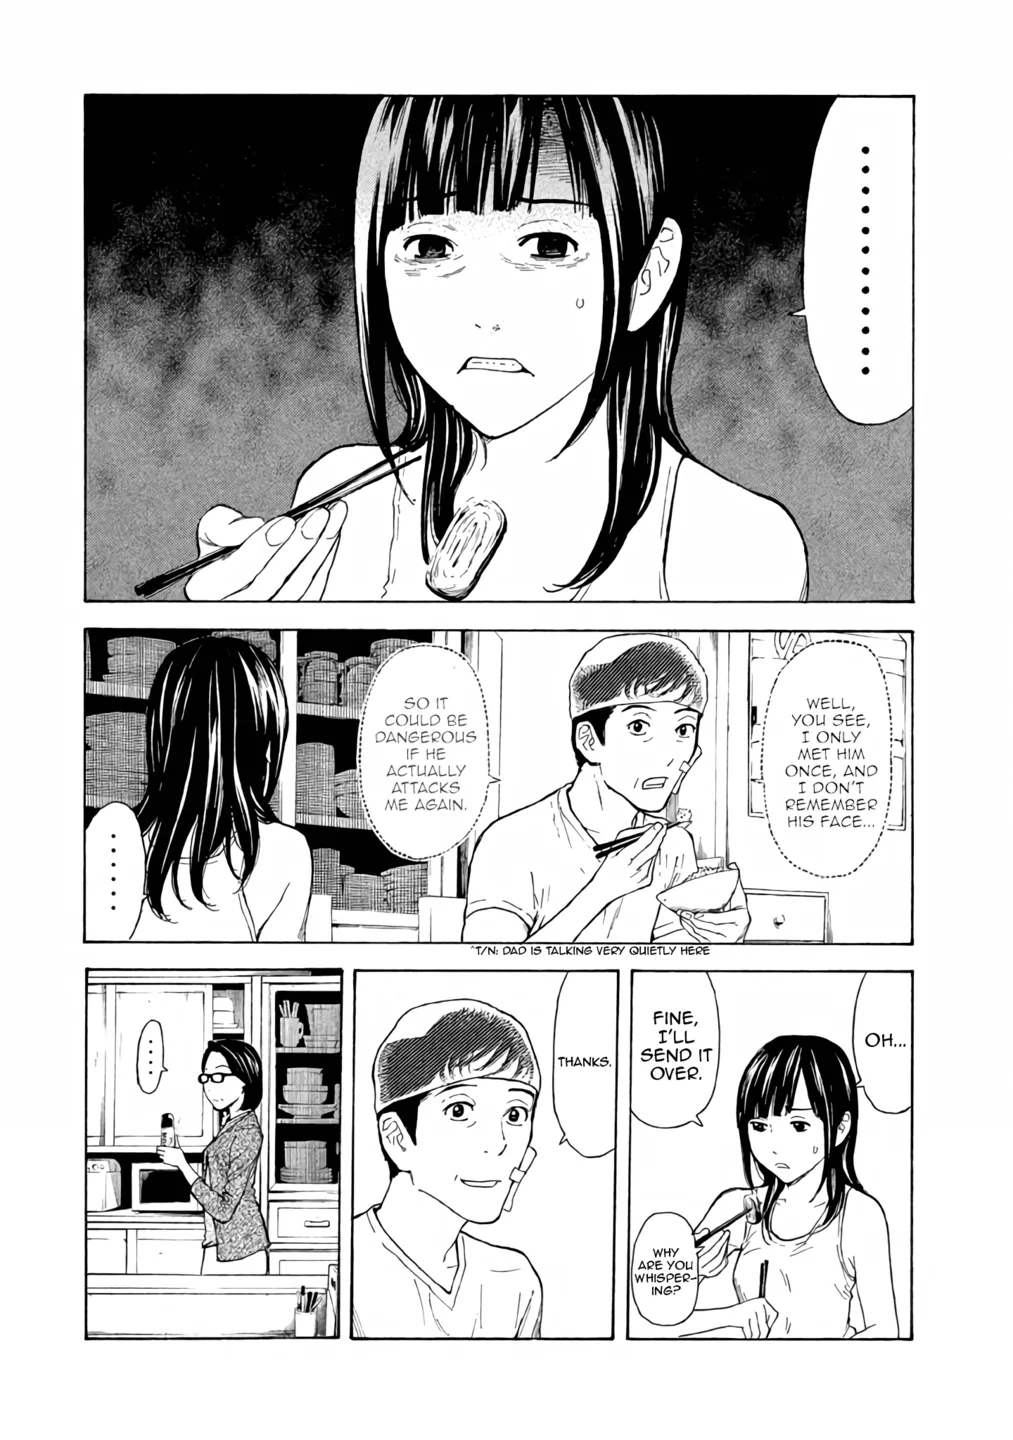 WELL,
YOU SEE,
I ONLY
MET HIM
ONCE, AND
I DON'T
REMEMBER
HIS FACE...
SO IT
COULD BE
DANGEROUS
IF HE
ACTUALLY
ATTACKS
ME AGAIN.
^T/N: DAD IS TALKING VERY QUIETLY HERE
OH...
FINE,
I'LL
SEND IT
OVER.
WHY
ARE YOU
WHISPER-
ING?
THANKS.